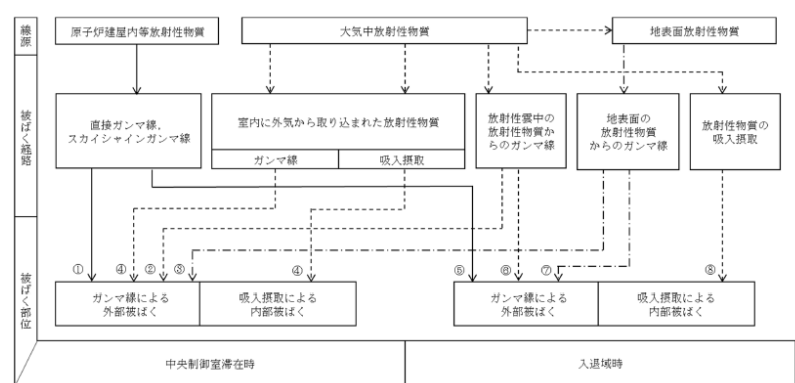 線源
原子炉建屋内等放射性物質
大気中放射性物質
地表面放射性物質
被ばく経路
直接ガンマ線,
スカイシャインガンマ線
室内に外気から取り込まれた放射性物質
ガンマ線
吸入摂取
放射性雲中の
放射性物質か
らのガンマ線
地表面の
放射性物質
からのガンマ線
放射性物質の
吸入摂取
① ④ ② ③ ④ ⑤ ⑥ ⑦ ⑧
被ばく部位
ガンマ線による
外部被ばく
吸入摂取による
内部被ばく
ガンマ線による
外部被ばく
吸入摂取による
内部被ばく
中央制御室滞在時
入退域時